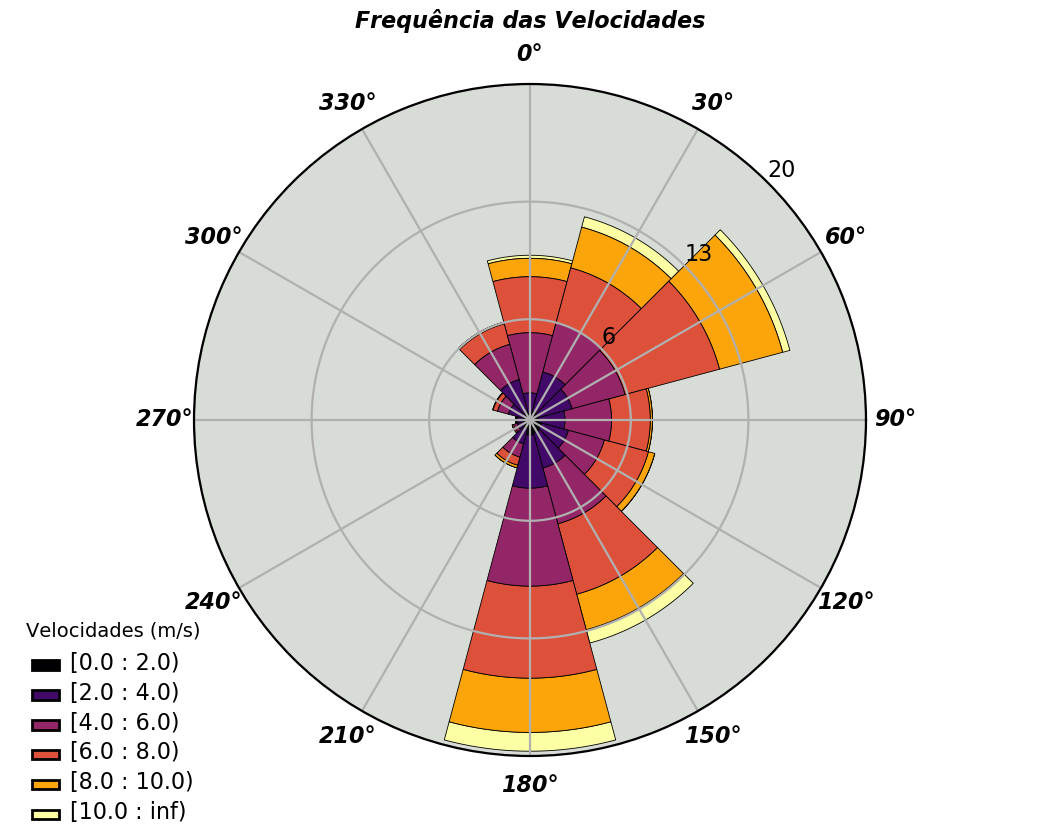 Frequência das Velocidades
0°
330°
30°
20
300°
60°
13
6
270°
90°
240°
120°
210°
150°
180°
Velocidades (m/s)
[0.0 : 2.0)
[2.0 : 4.0)
[4.0 : 6.0)
[6.0 : 8.0)
[8.0 : 10.0)
[10.0 : inf)